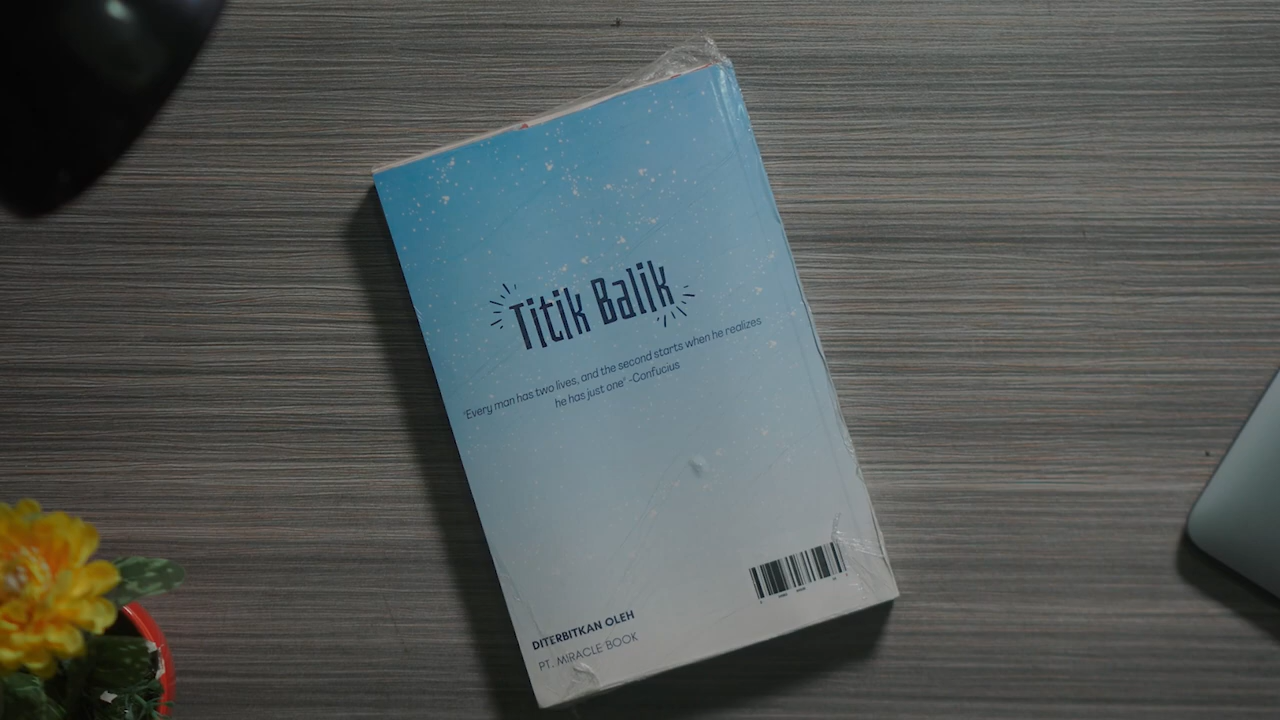 Titik Balik
"Every man has two lives, and the second starts when he realizes
he has just one" -Confucius
DITERBITKAN OLEH
PT. MIRACLE BOOK